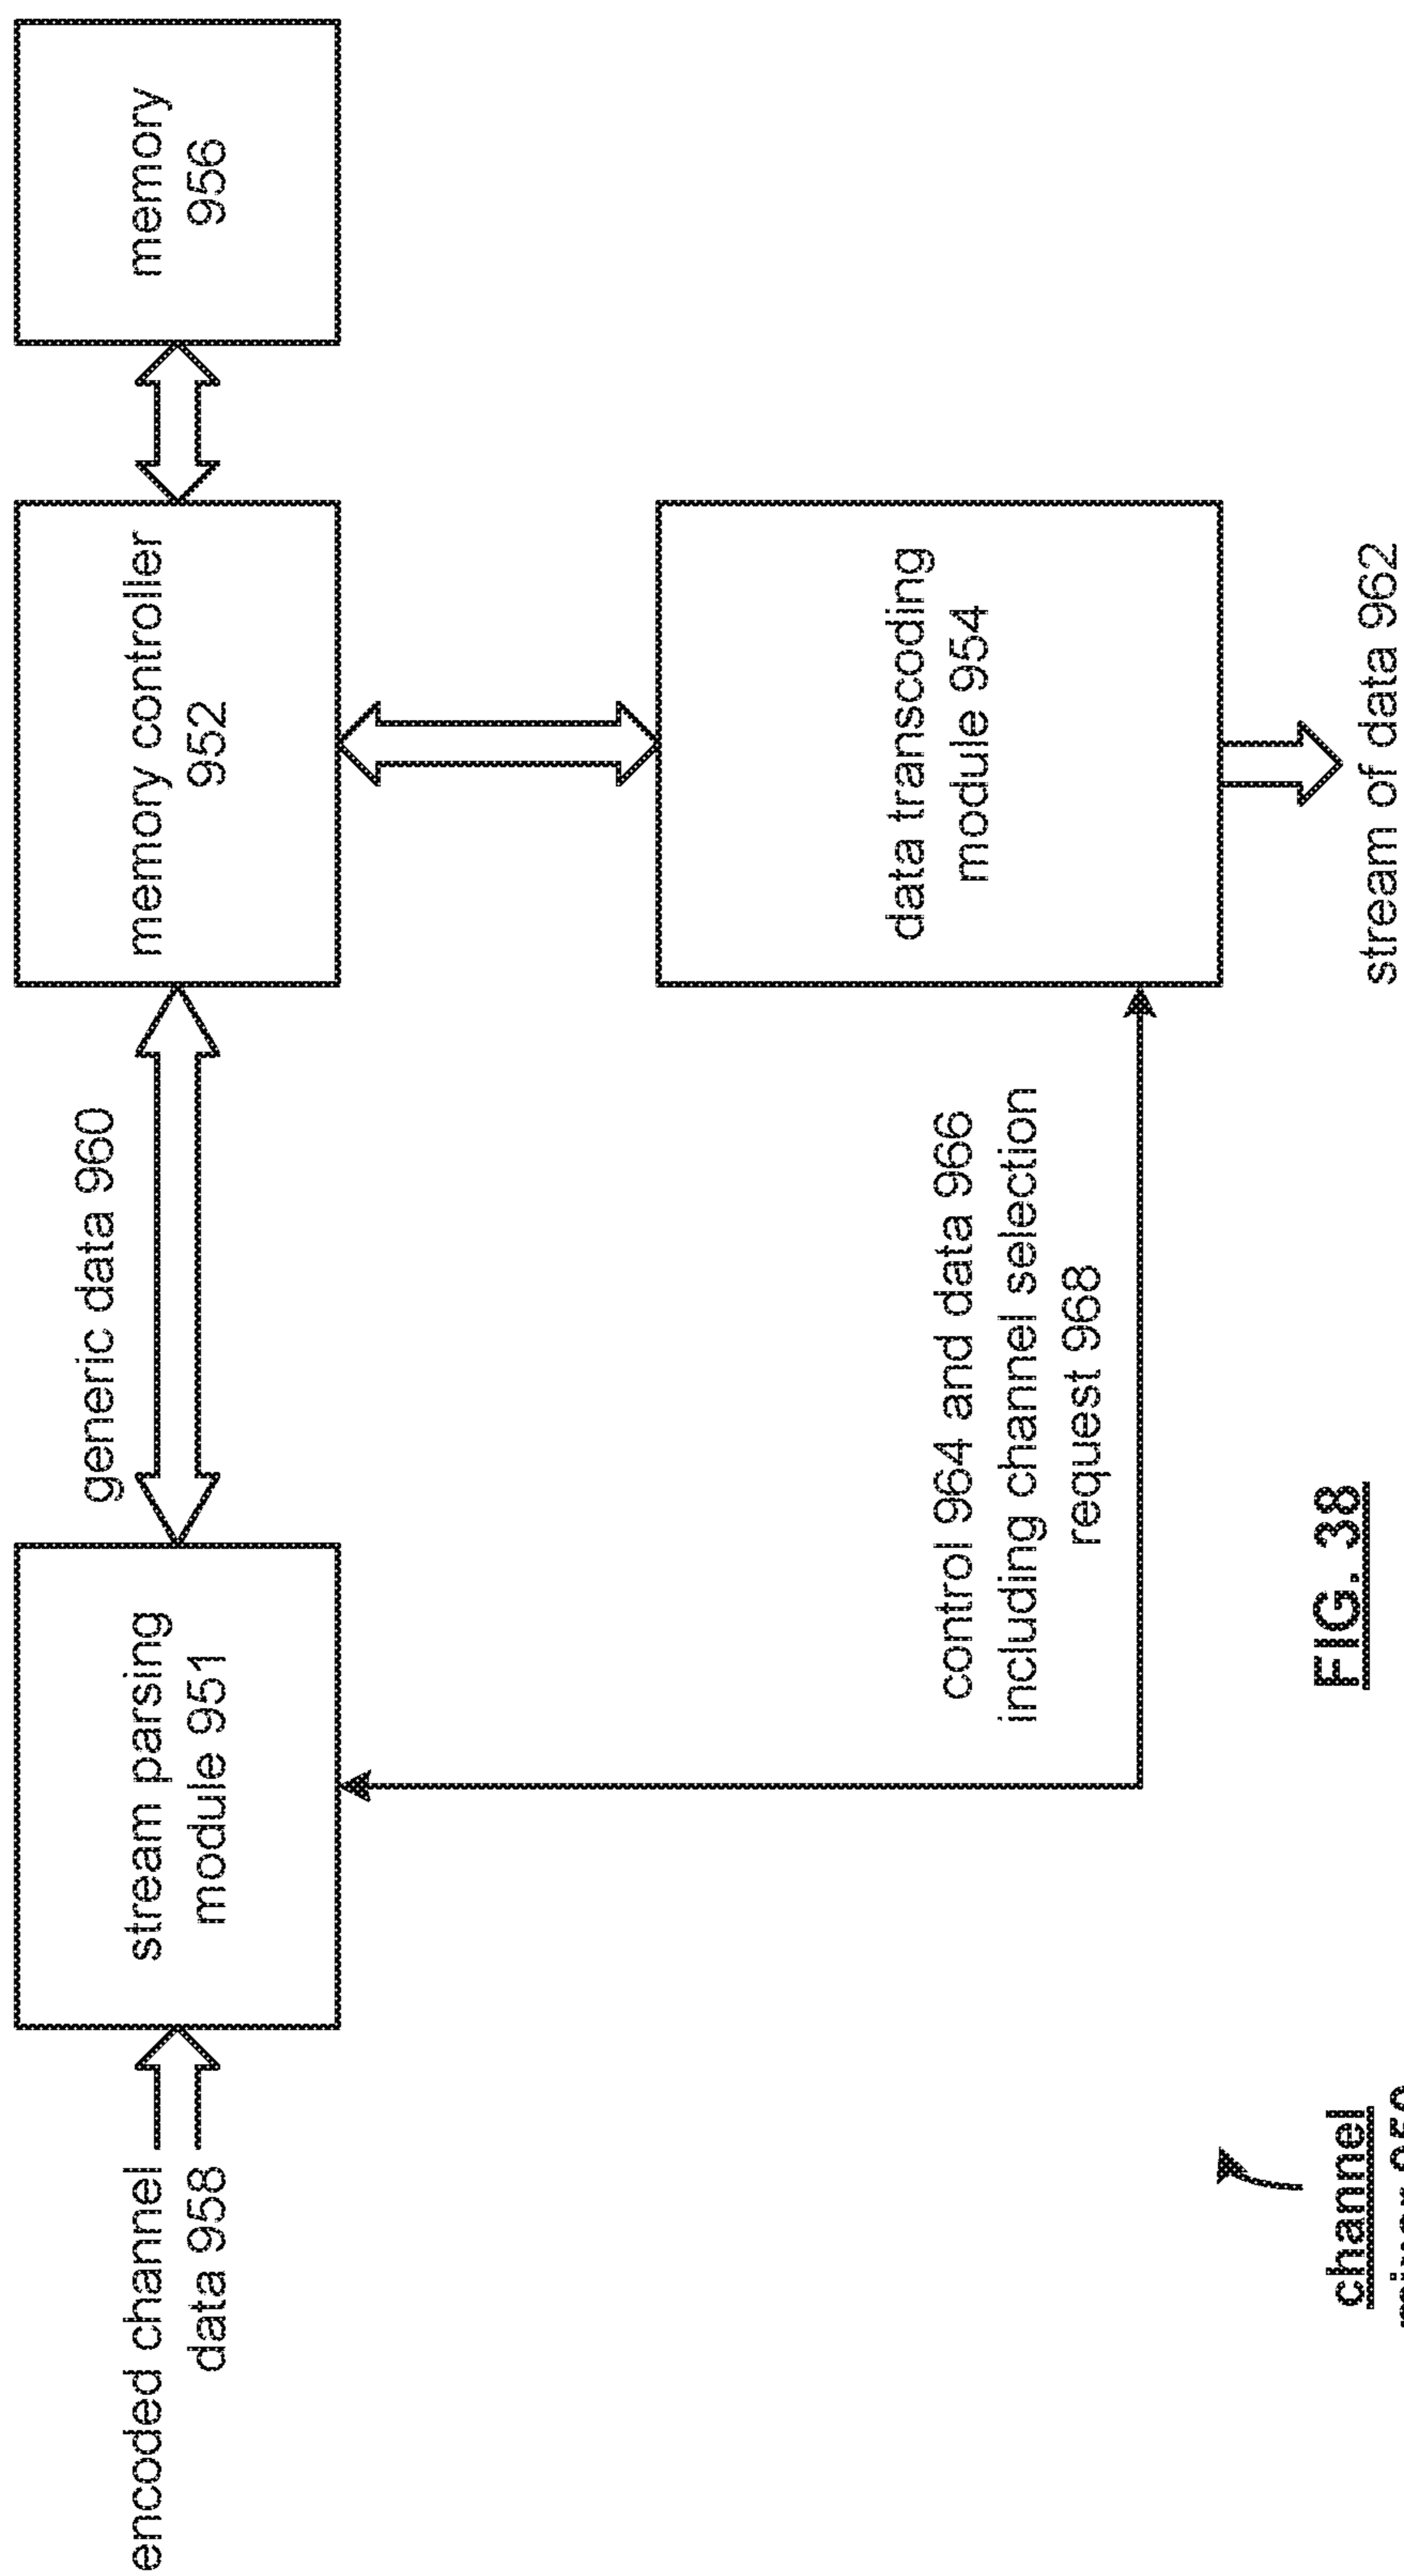 encoded channel
data 958
stream parsing
module 951
generic data 960
memory controller
952
memory
956
control 964 and data 966
including channel selection
request 968
data transcoding
module 954
stream of data 962
FIG. 38
channel